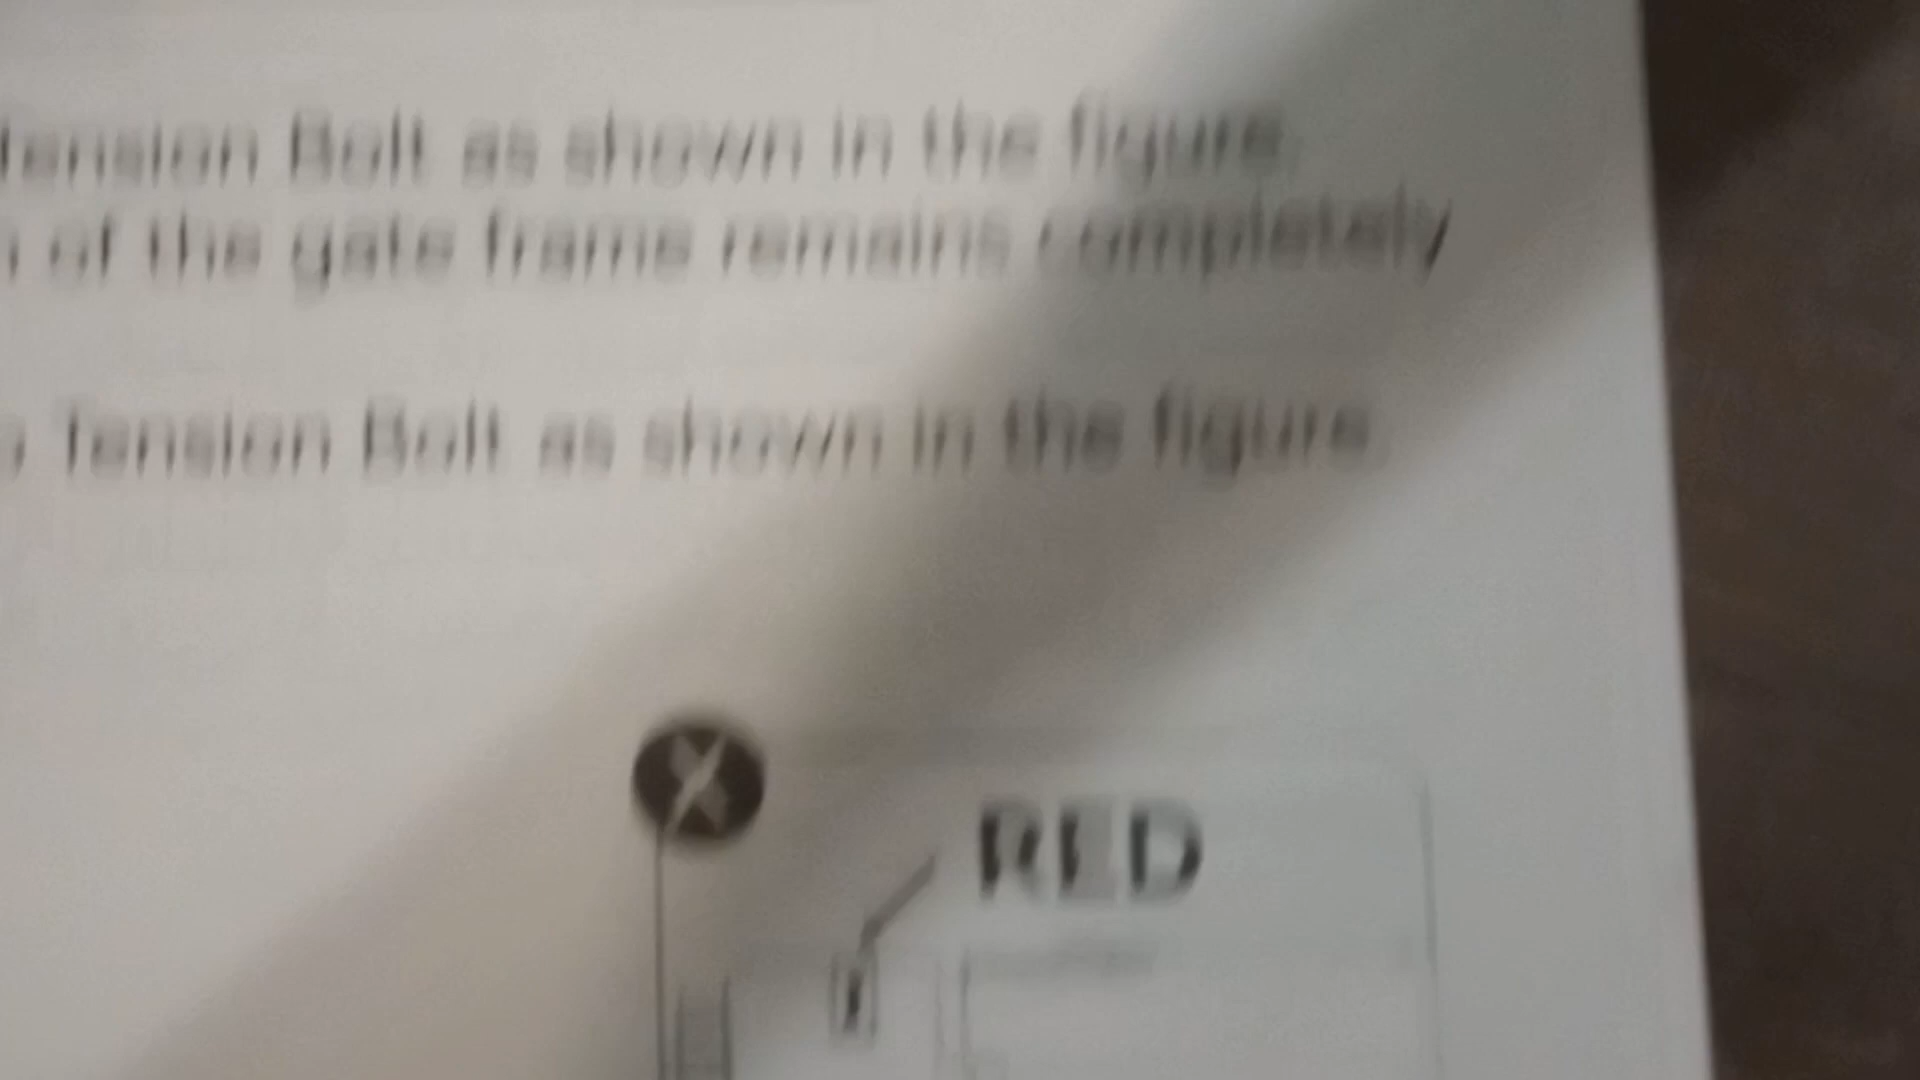 Tension Bolt as shown in the figure
of the gate frame remains completely
Tension Bolt as shown in the figure
RED